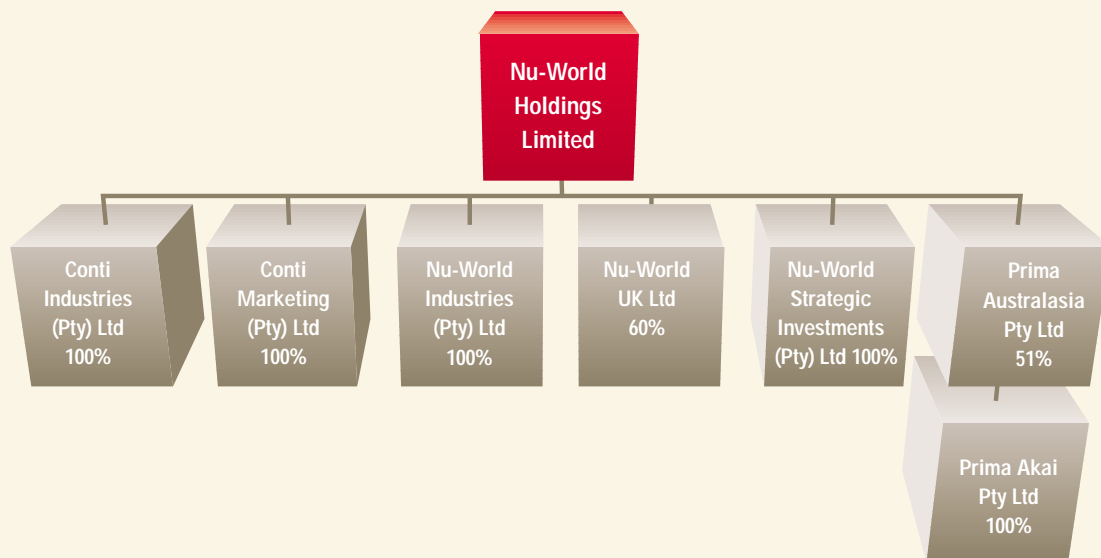 Nu-World
Holdings
Limited
Conti
Industries
(Pty) Ltd
100%
Conti
Marketing
(Pty) Ltd
100%
Nu-World
Industries
(Pty) Ltd
100%
Nu-World
UK Ltd
60%
Nu-World
Strategic
Investments
(Pty) Ltd 100%
Prima
Australasia
Pty Ltd
51%
Prima Akai
Pty Ltd
100%